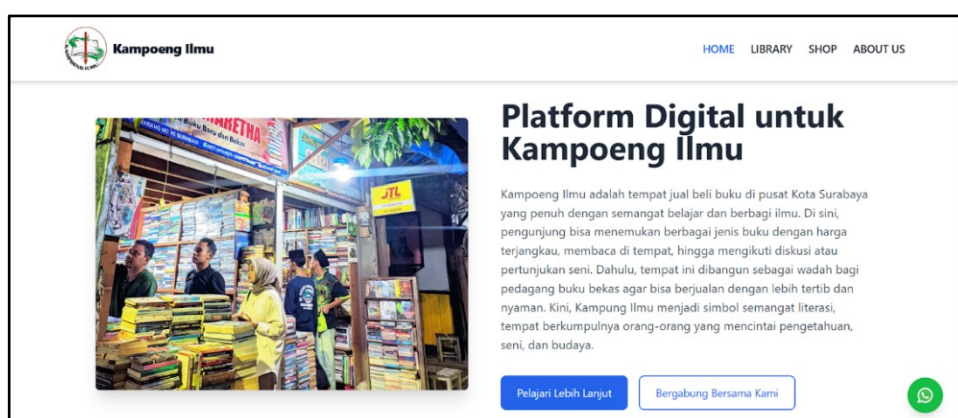 Kampoeng Ilmu
HOME LIBRARY SHOP ABOUT US
Platform Digital untuk
Kampoeng Ilmu
Kampoeng Ilmu adalah tempat jual beli buku di pusat Kota Surabaya
yang penuh dengan semangat belajar dan berbagi ilmu. Di sini,
pengunjung bisa menemukan berbagai jenis buku dengan harga
terjangkau, membaca di tempat, hingga mengikuti diskusi atau
pertunjukan seni. Dahulu, tempat ini dibangun sebagai wadah bagi
pedagang buku bekas agar bisa berjualan dengan lebih tertib dan
nyaman. Kini, Kampung Ilmu menjadi simbol semangat literasi,
tempat berkumpulnya orang-orang yang mencintai pengetahuan,
seni, dan budaya.
Pelajari Lebih Lanjut
Bergabung Bersama Kami
Buku Baru dan Bekas
JTL